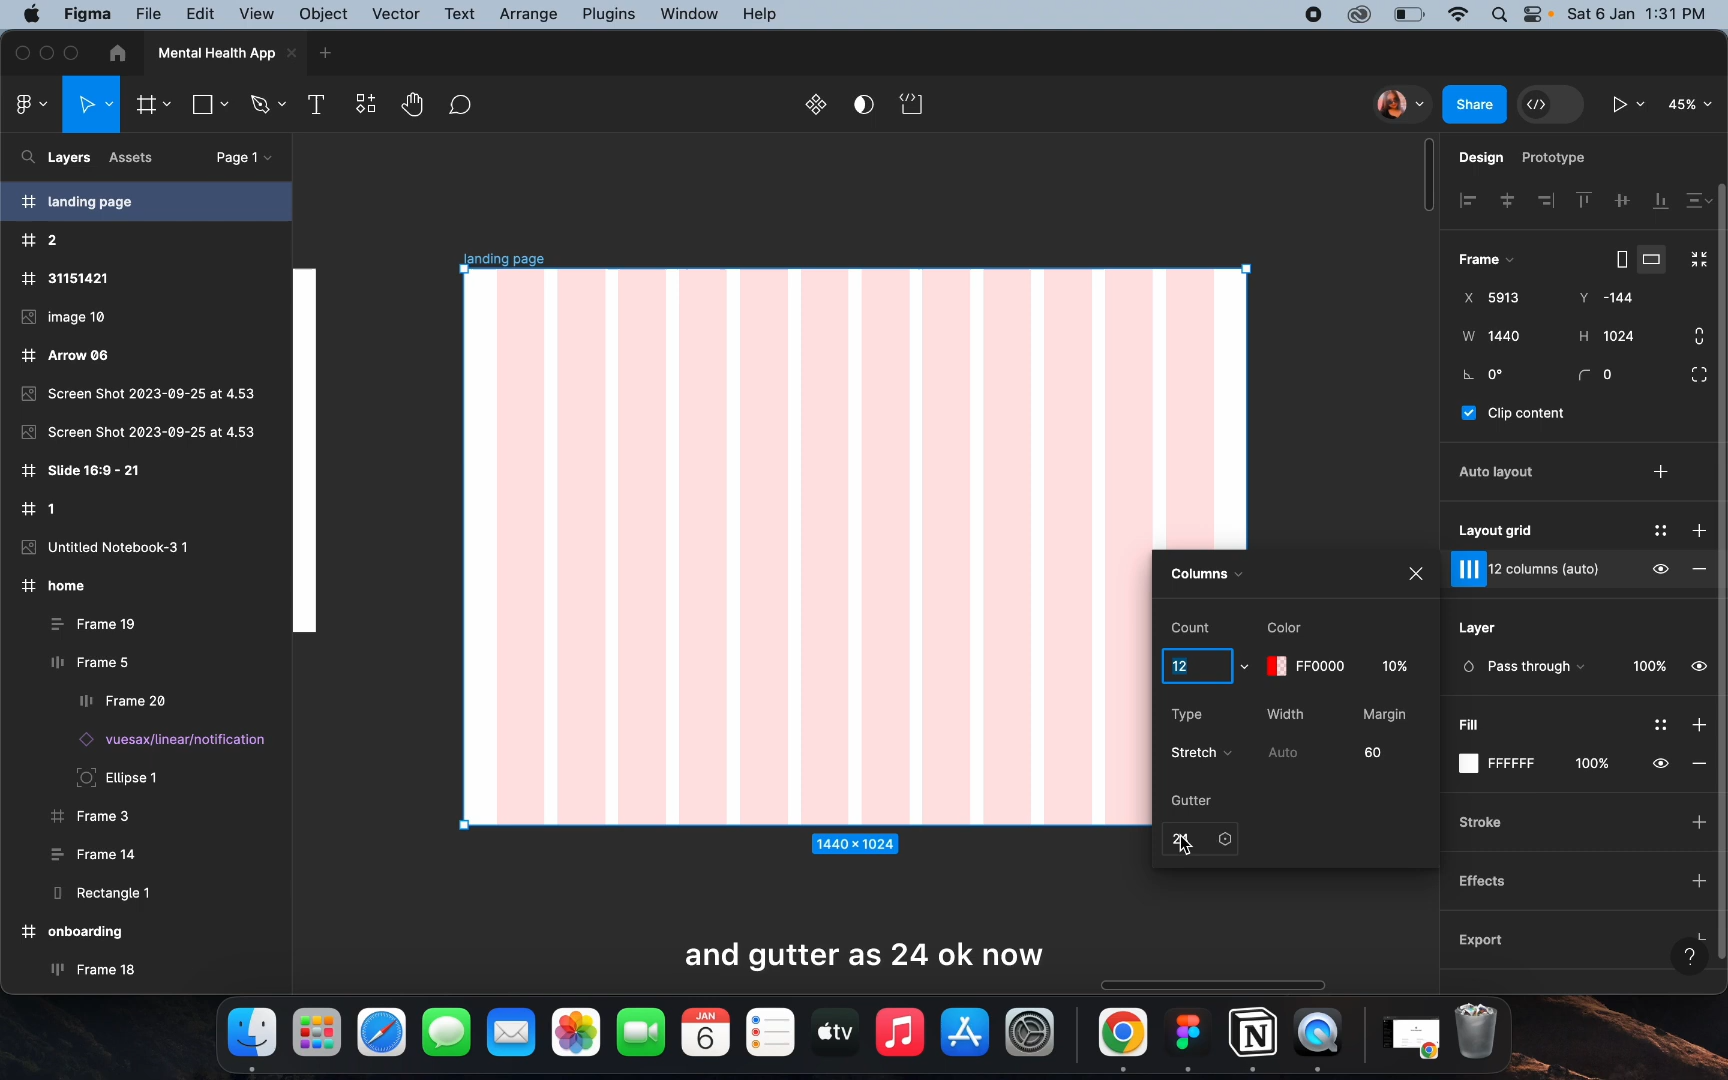 Figma File Edit View Object Vector Text Arrange Plugins Window Help Sat 6 Jan 1:31 PM
Mental Health App
Share 45%
Layers Assets Page 1
Design Prototype
landing page
2
31151421
image 10
Arrow 06
Screen Shot 2023-09-25 at 4.53
Screen Shot 2023-09-25 at 4.53
Slide 16:9 - 21
1
Untitled Notebook-3 1
home
Frame 19
Frame 5
Frame 20
vuesax/linear/notification
Ellipse 1
Frame 3
Frame 14
Rectangle 1
onboarding
Frame 18
landing page
1440 × 1024
Columns
Count Color
12 FF0000 10%
Type Width Margin
Stretch Auto 60
Gutter
24
Frame
X 5913 Y -144
W 1440 H 1024
0° 0
Clip content
Auto layout
Layout grid
12 columns (auto)
Layer
Pass through 100%
Fill
FFFFFF 100%
Stroke
Effects
Export
?
and gutter as 24 ok now
JAN
6
tv